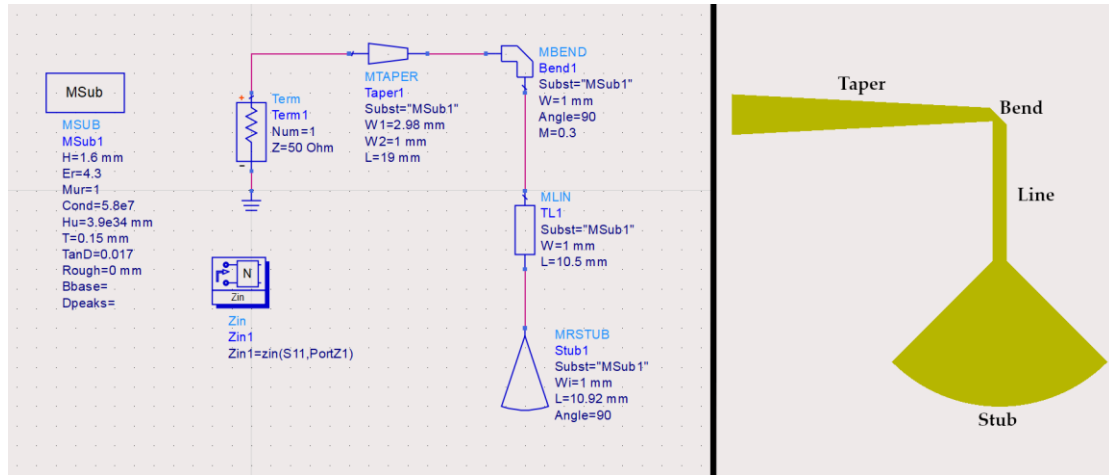 MSub
MSUB
MSub1
H=1.6 mm
Er=4.3
Mur=1
Cond=5.8e7
Hu=3.9e34 mm
T=0.15 mm
TanD=0.017
Rough=0 mm
Bbase=
Dpeaks=
+
Term
Term1
Num=1
Z=50 Ohm
-
N
Zin
Zin
Zin1
Zin1=zin(S11,PortZ1)
MTAPER
Taper1
Subst="MSub1"
W1=2.98 mm
W2=1 mm
L=19 mm
MBEND
Bend1
Subst="MSub1"
W=1 mm
Angle=90
M=0.3
MLIN
TL1
Subst="MSub1"
W=1 mm
L=10.5 mm
MRSTUB
Stub1
Subst="MSub1"
Wi=1 mm
L=10.92 mm
Angle=90
Taper
Bend
Line
Stub